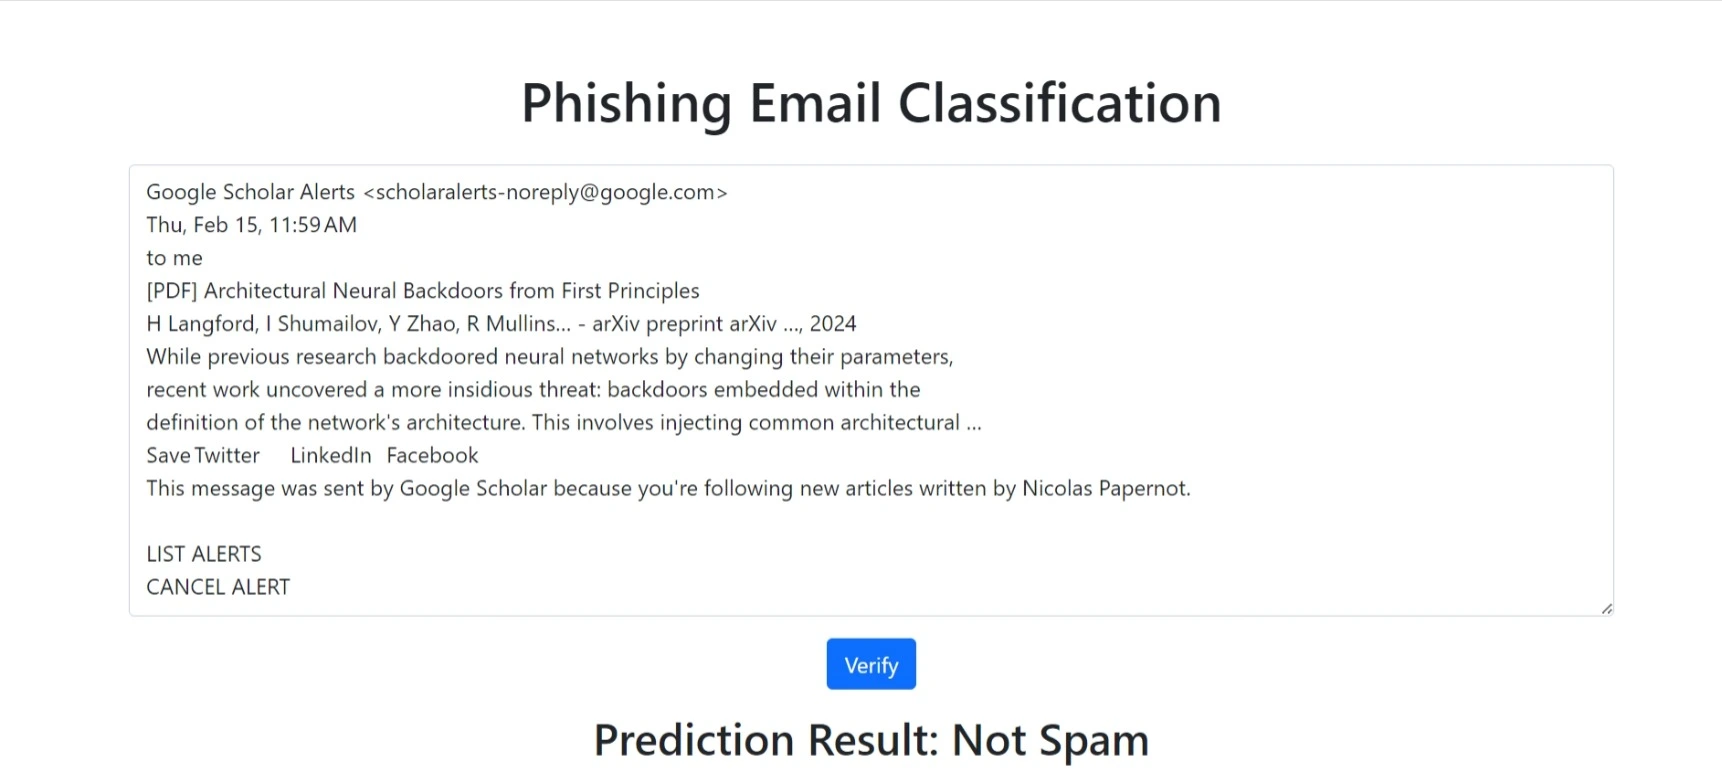 Phishing Email Classification
Google Scholar Alerts <scholaralerts-noreply@google.com>
Thu, Feb 15, 11:59 AM
to me
[PDF] Architectural Neural Backdoors from First Principles
H Langford, I Shumailov, Y Zhao, R Mullins... - arXiv preprint arXiv ..., 2024
While previous research backdoored neural networks by changing their parameters,
recent work uncovered a more insidious threat: backdoors embedded within the
definition of the network's architecture. This involves injecting common architectural ...
Save Twitter LinkedIn Facebook
This message was sent by Google Scholar because you're following new articles written by Nicolas Papernot.
LIST ALERTS
CANCEL ALERT
Verify
Prediction Result: Not Spam